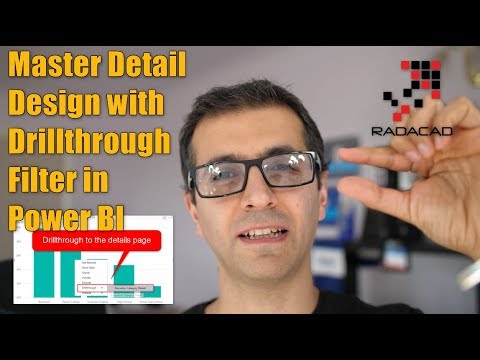 Master Detail
Design with
Drillthrough
Filter in
Power BI
RADACAD
Drillthrough to the details page